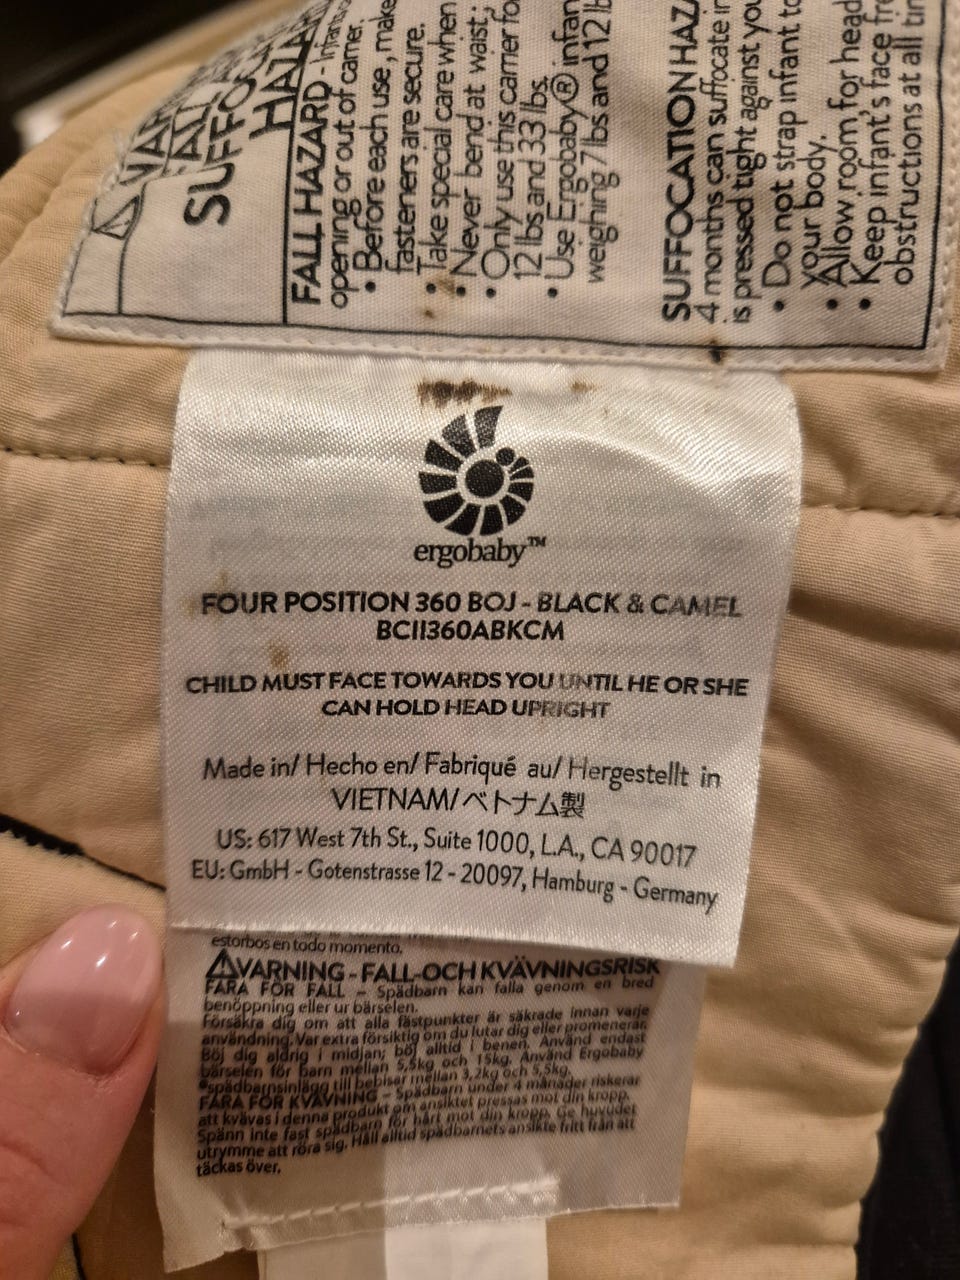 FALL HAZARD - Infants
opening or out of carrier.
• Before each use, make
fasteners are secure.
• Take special care when
• Never bend at waist;
• Only use this carrier for
12 lbs and 33 lbs.
• Use Ergobaby® infan
weighing 7 lbs and 12 lb
SUFFOCATION HAZA
4 months can suffocate in
is pressed tight against you
• Do not strap infant to
your body.
• Allow room for head
• Keep infant's face fre
obstructions at all tim
ergobaby™
FOUR POSITION 360 BOJ - BLACK & CAMEL
BCII360ABKCM
CHILD MUST FACE TOWARDS YOU UNTIL HE OR SHE
CAN HOLD HEAD UPRIGHT
Made in/ Hecho en/ Fabriqué au/ Hergestellt in
VIETNAM/ベトナム製
US: 617 West 7th St., Suite 1000, L.A., CA 90017
EU: GmbH - Gotenstrasse 12 - 20097, Hamburg - Germany
estorbos en todo momento.
⚠VARNING - FALL-OCH KVÄVNINGSRISK
FARA FÖR FALL – Spädbarn kan falla genom en bred
benöppning eller ur bärselen.
Försäkra dig om att alla fästpunkter är säkrade innan varje
användning. Var extra försiktig om du lutar dig eller promenerar.
Böj dig aldrig i midjan; böj alltid i benen. Använd endast
bärselen för barn mellan 5,5kg och 15kg. Använd Ergobaby
spädbarnsinlägg till bebisar mellan 3,2kg och 5,5kg.
FARA FÖR KVÄVNING – Spädbarn under 4 månader riskerar
att kvävas i denna produkt om ansiktet pressas mot din kropp.
Spänn inte fast spädbarn för hårt mot din kropp. Ge huvudet
utrymme att röra sig. Håll alltid spädbarnets ansikte fritt från att
täckas över.